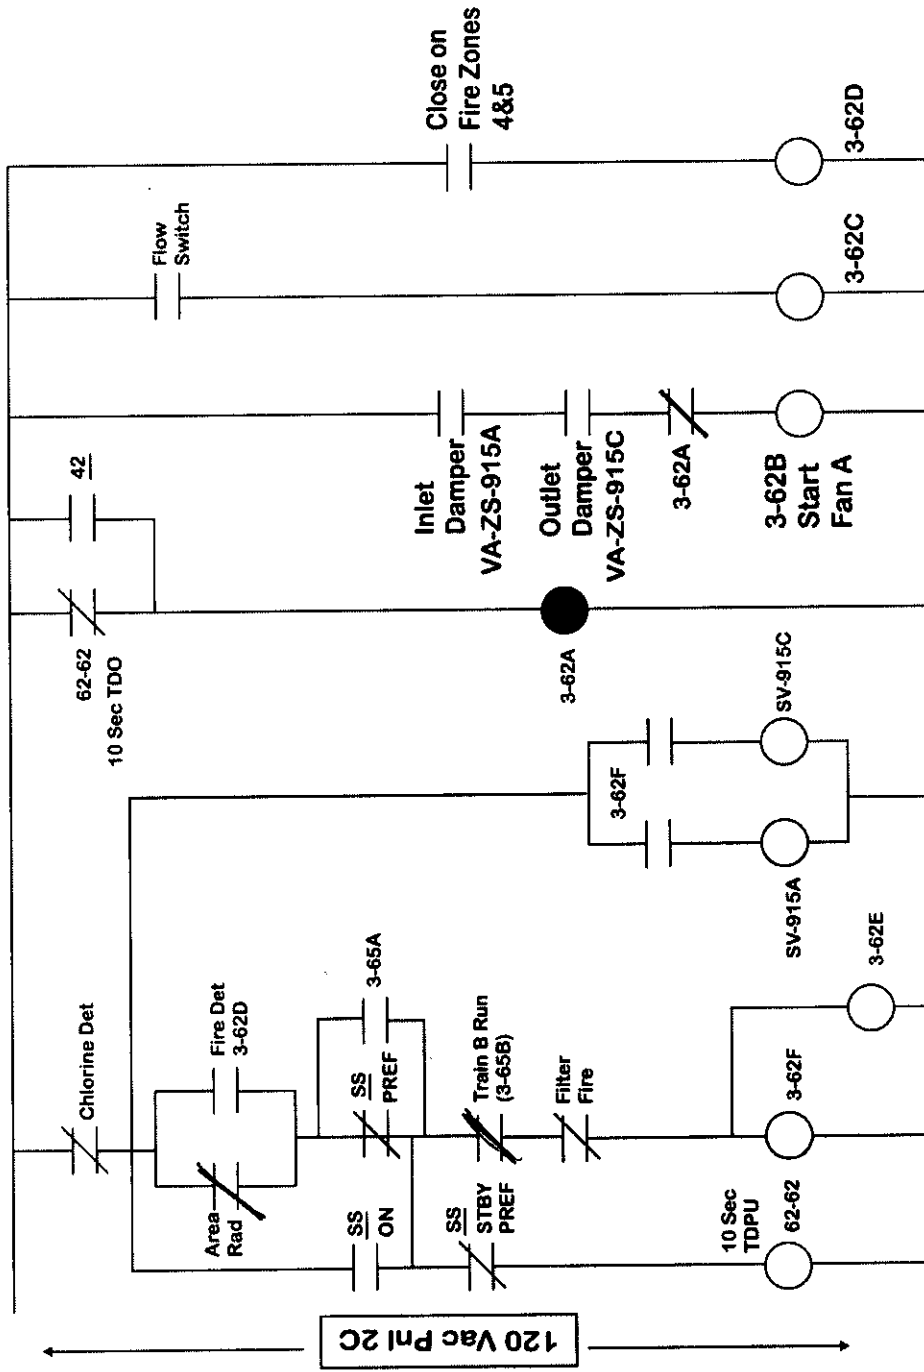 120 Vac Pnl 2C
Chlorine Det
Area
Rad
Fire Det
3-62D
SS
ON
SS
PREF
3-65A
SS
STBY
PREF
Train B Run
(3-65B)
Filter
Fire
10 Sec
TDPU
62-62
3-62F
3-62E
3-62F
SV-915A
SV-915C
62-62
10 Sec TDO
42
3-62A
Inlet
Damper
VA-ZS-915A
Outlet
Damper
VA-ZS-915C
3-62A
3-62B
Start
Fan A
Flow
Switch
3-62C
Close on
Fire Zones
4&5
3-62D